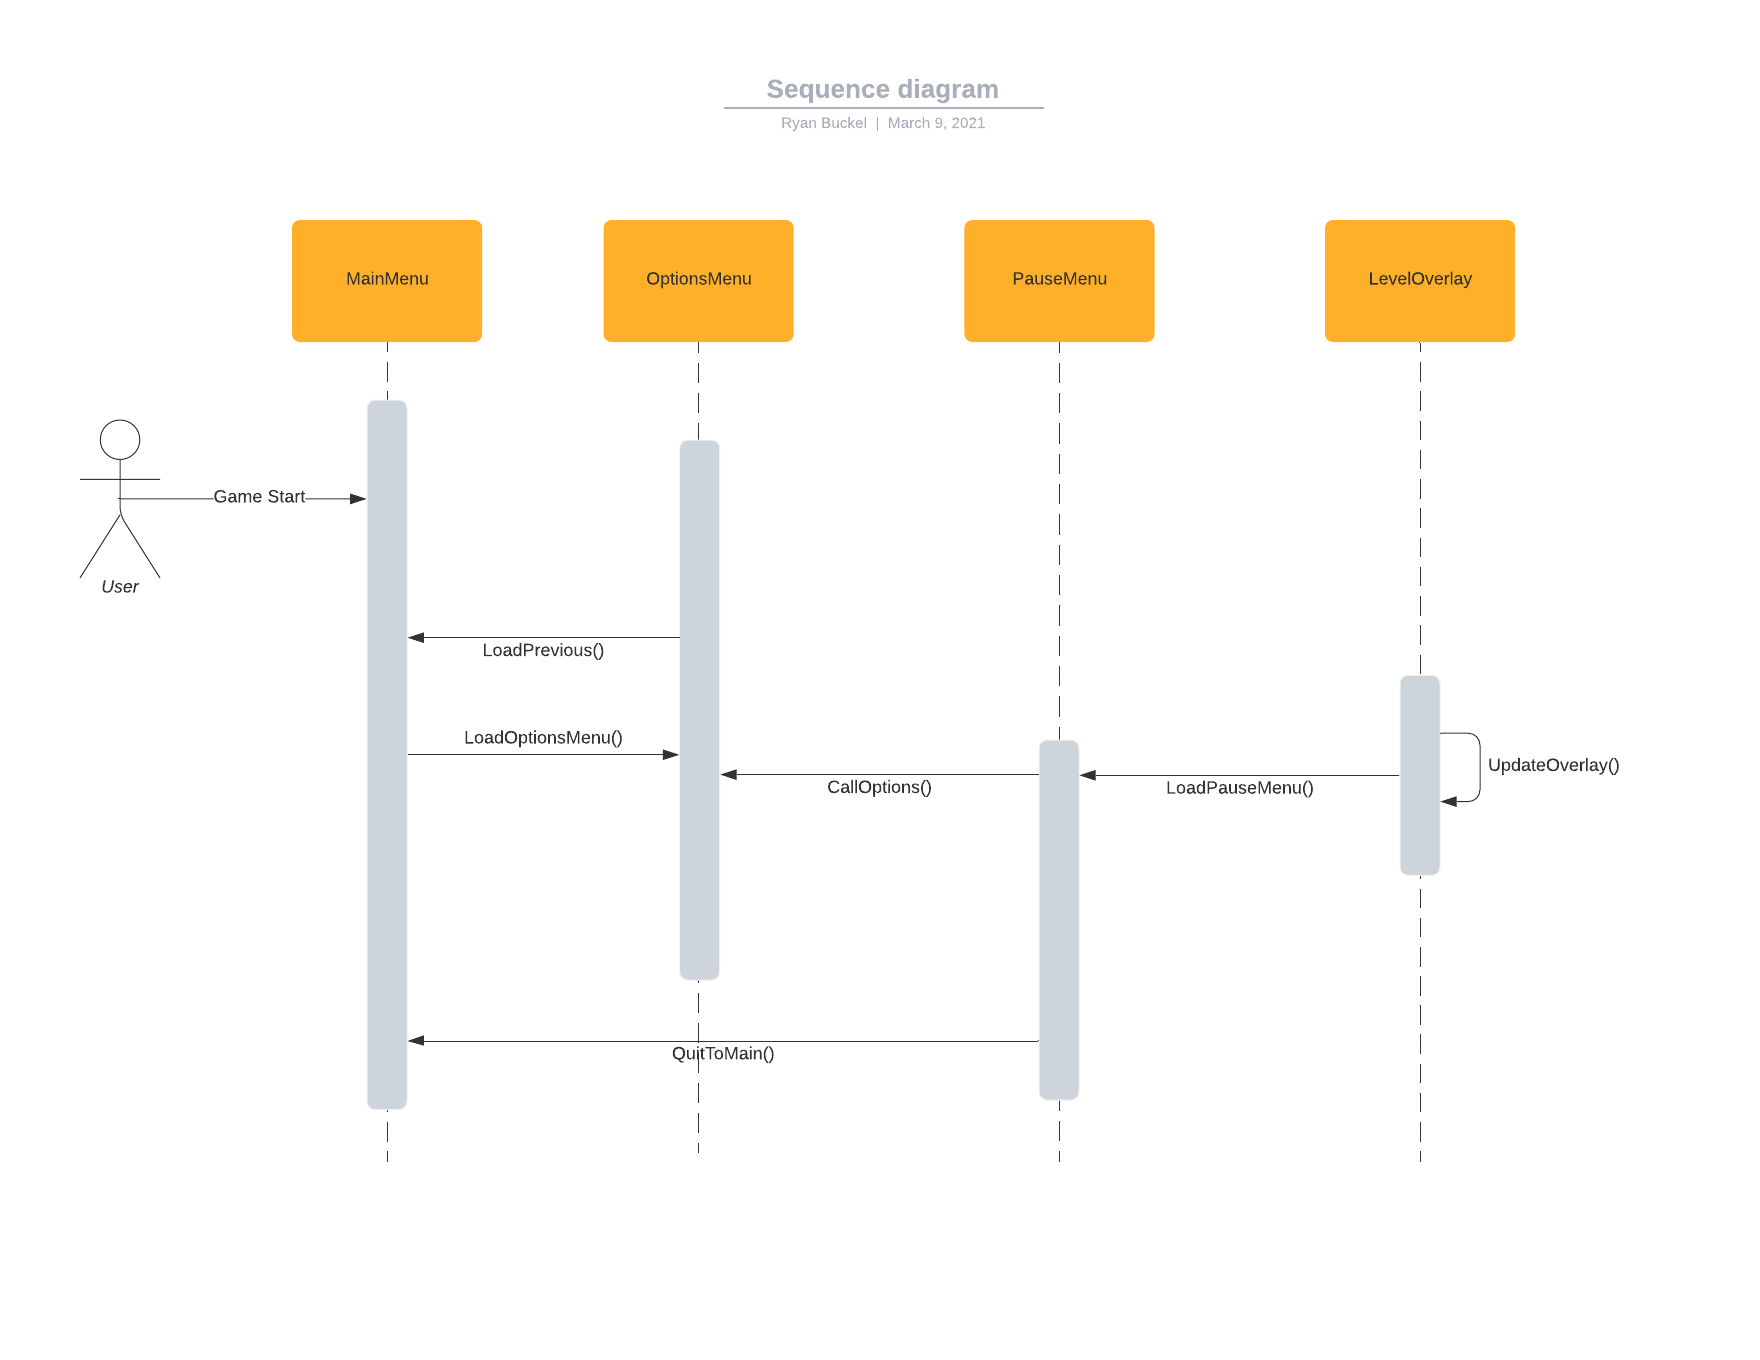 Sequence diagram
Ryan Buckel | March 9, 2021
MainMenu
OptionsMenu
PauseMenu
LevelOverlay
Game Start
User
LoadPrevious()
LoadOptionsMenu()
CallOptions()
LoadPauseMenu()
UpdateOverlay()
QuitToMain()